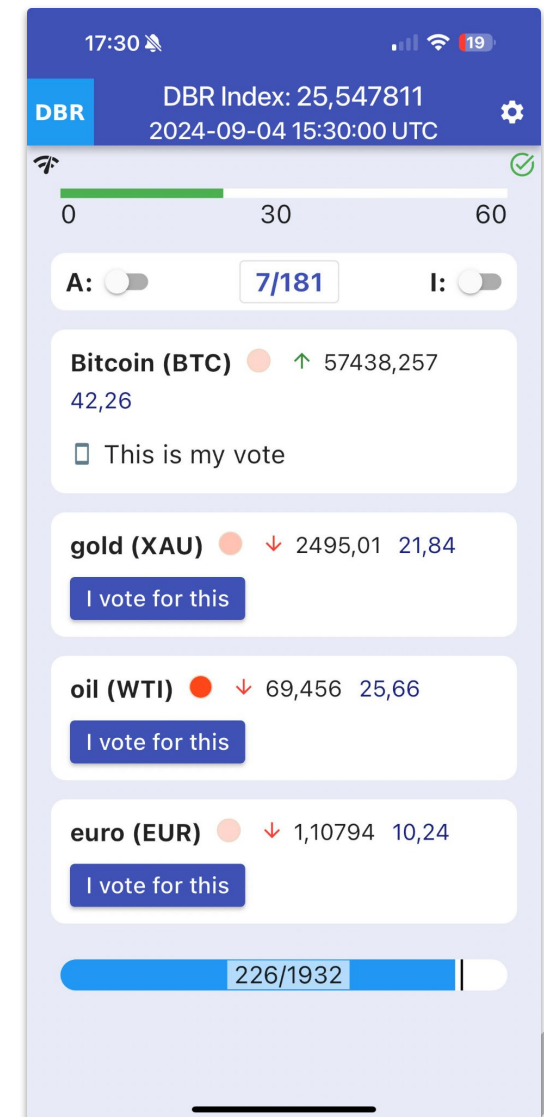 17:30 19
DBR
DBR Index: 25,547811
2024-09-04 15:30:00 UTC
0 30 60
A: 7/181 I:
Bitcoin (BTC) ↑ 57438,257
42,26
This is my vote
gold (XAU) ↓ 2495,01 21,84
I vote for this
oil (WTI) ↓ 69,456 25,66
I vote for this
euro (EUR) ↓ 1,10794 10,24
I vote for this
226/1932